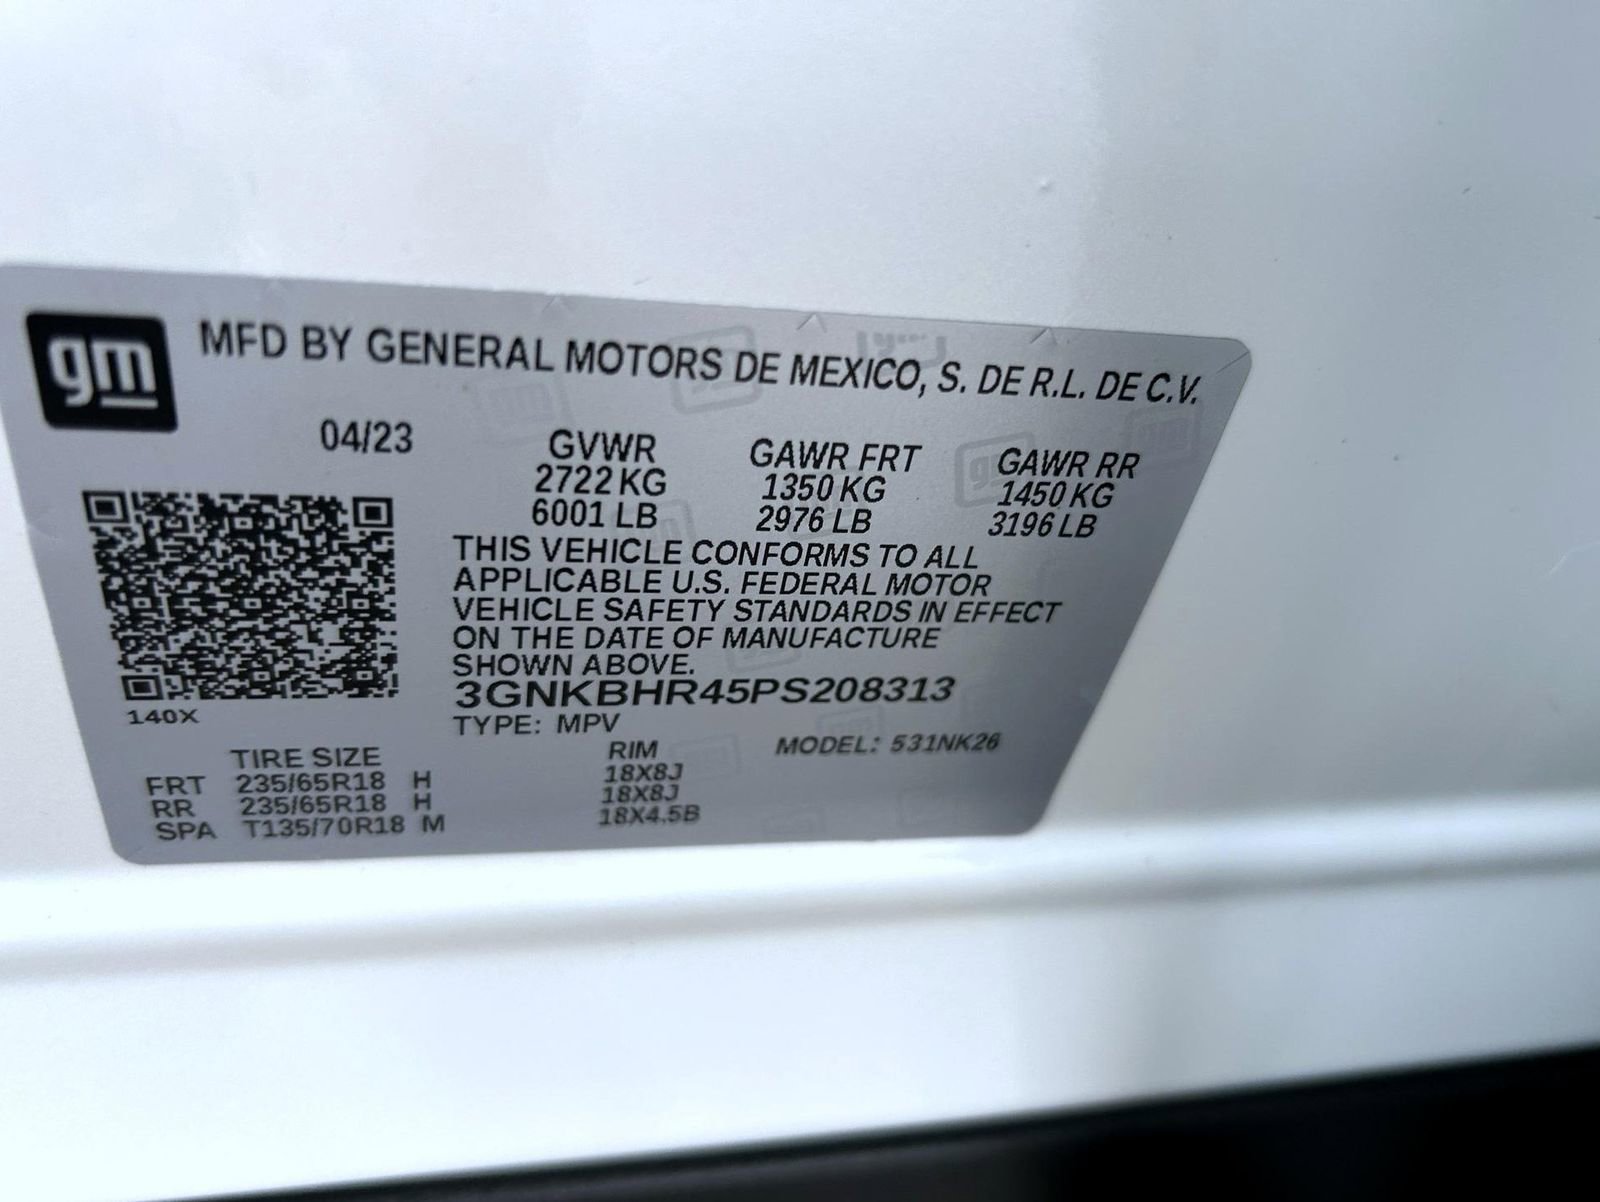 gm
MFD BY GENERAL MOTORS DE MEXICO, S. DE R.L. DE C.V.
04/23
GVWR GAWR FRT GAWR RR
2722 KG 1350 KG 1450 KG
6001 LB 2976 LB 3196 LB
THIS VEHICLE CONFORMS TO ALL
APPLICABLE U.S. FEDERAL MOTOR
VEHICLE SAFETY STANDARDS IN EFFECT
ON THE DATE OF MANUFACTURE
SHOWN ABOVE.
3GNKBHR45PS208313
140X
TYPE: MPV
TIRE SIZE RIM MODEL: 531NK26
FRT 235/65R18 H 18X8J
RR 235/65R18 H 18X8J
SPA T135/70R18 M 18X4.5B